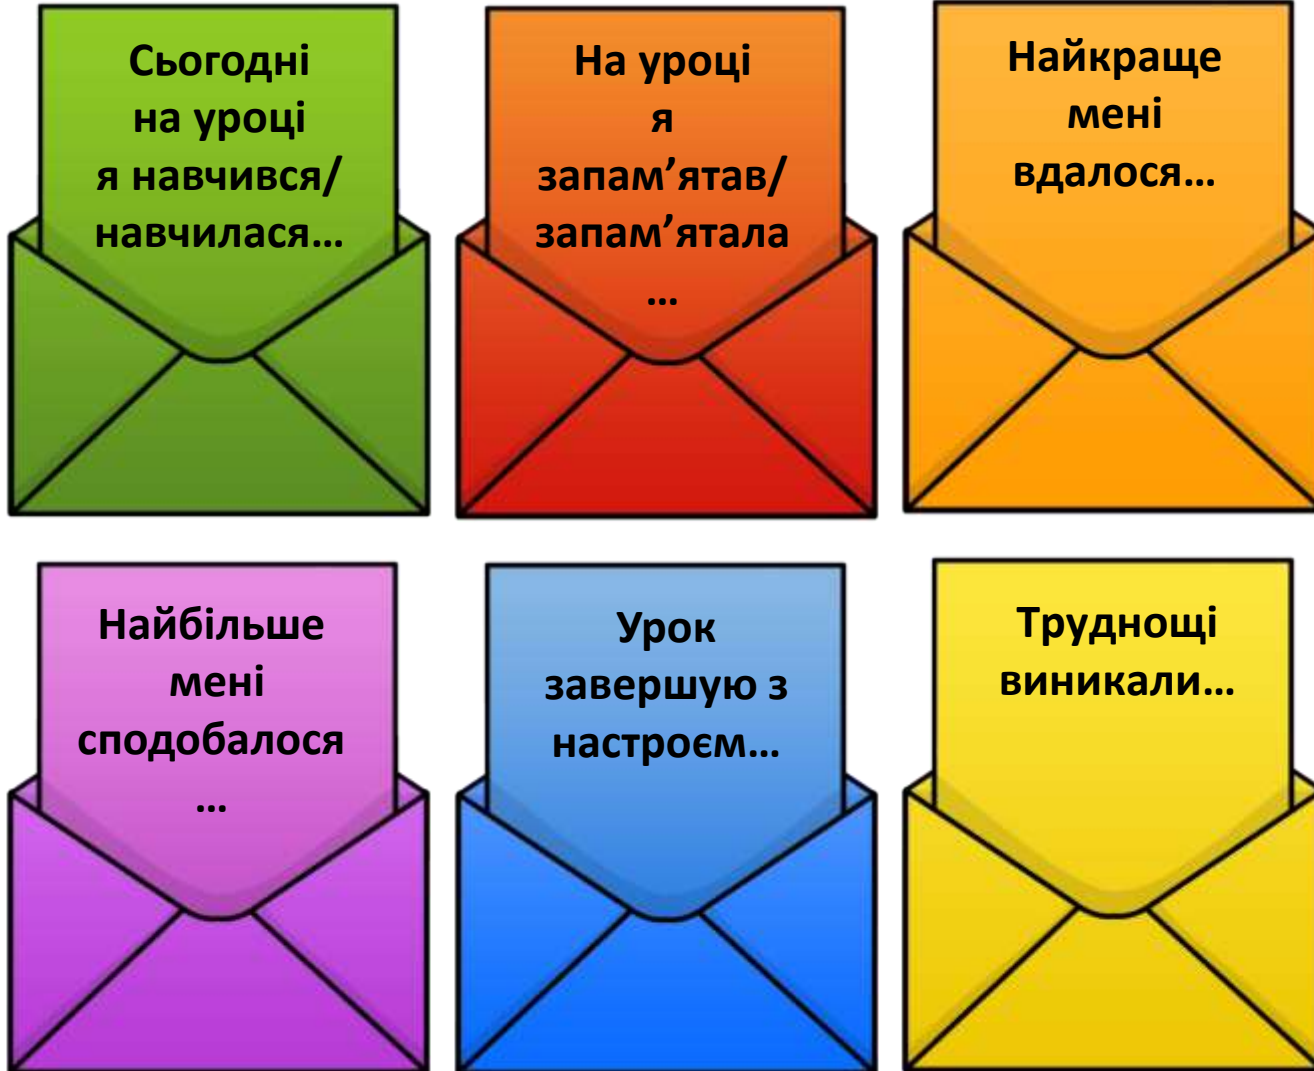 Сьогодні
на уроці
я навчився/
навчилася…
На уроці
я
запам’ятав/
запам’ятала
…
Найкраще
мені
вдалося…
Найбільше
мені
сподобалося
…
Урок
завершую з
настроєм…
Труднощі
виникали…